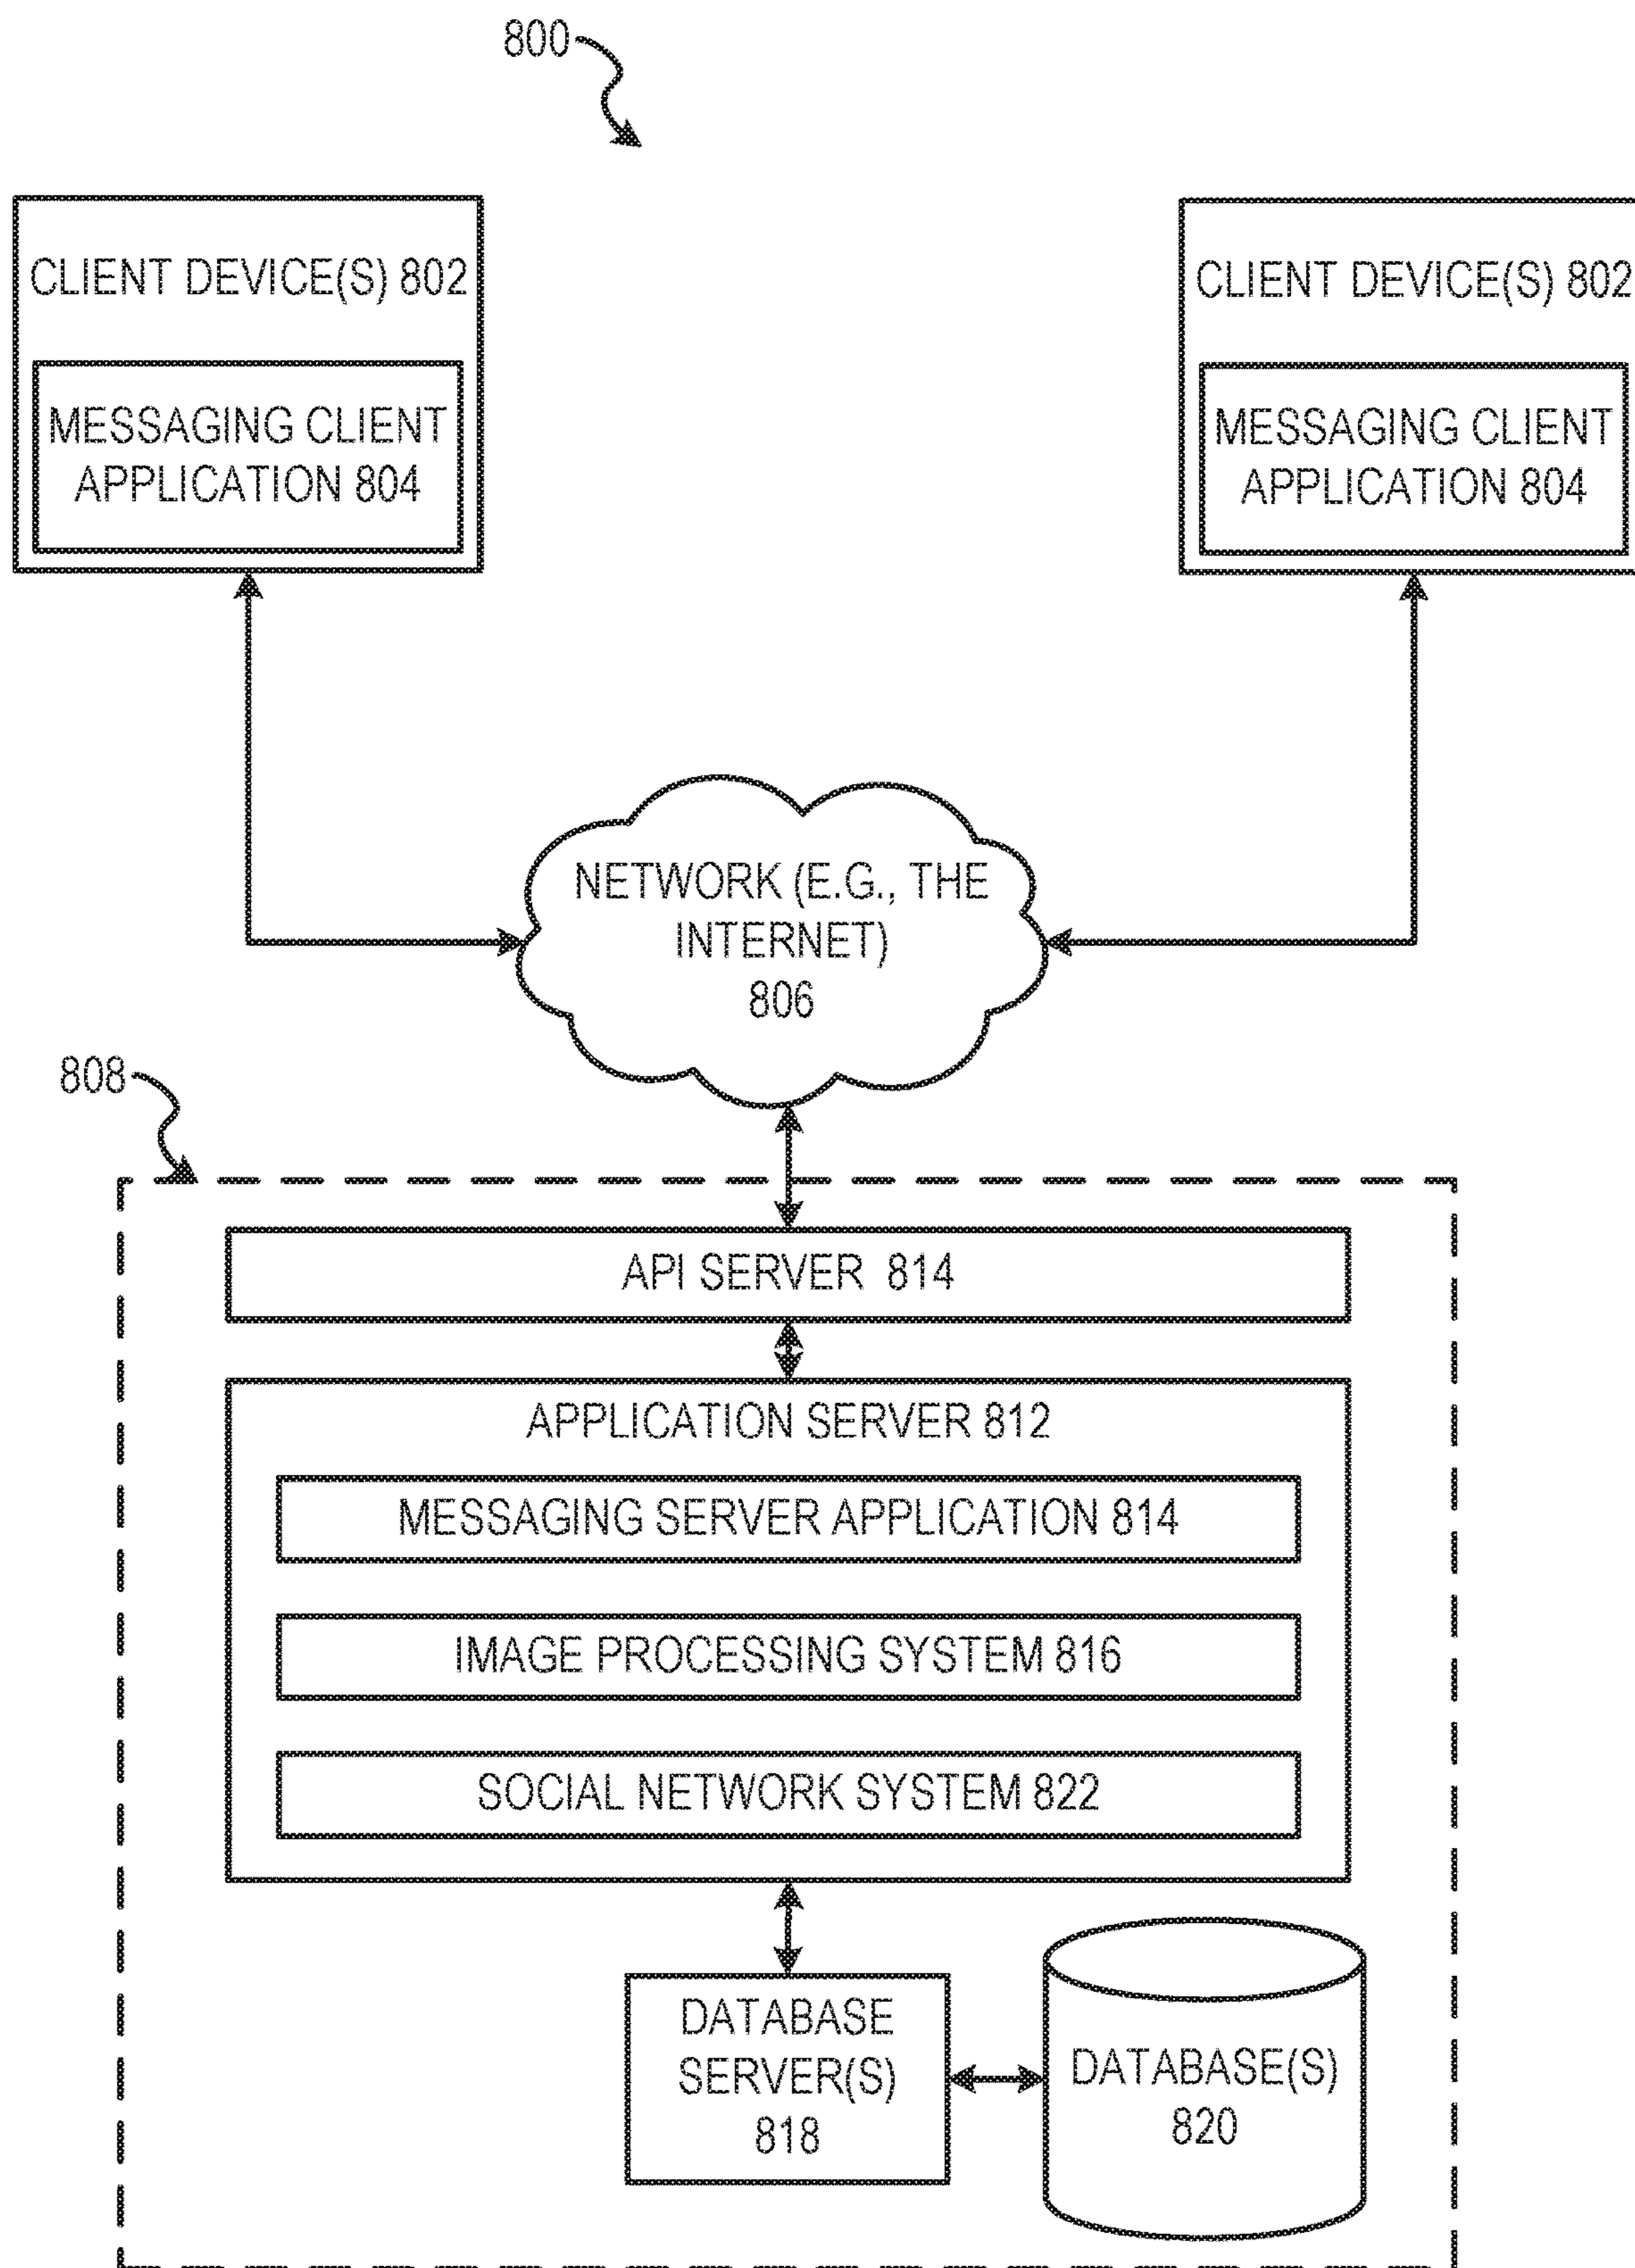 800
CLIENT DEVICE(S) 802
MESSAGING CLIENT
APPLICATION 804
CLIENT DEVICE(S) 802
MESSAGING CLIENT
APPLICATION 804
NETWORK (E.G., THE
INTERNET)
806
808
API SERVER 814
APPLICATION SERVER 812
MESSAGING SERVER APPLICATION 814
IMAGE PROCESSING SYSTEM 816
SOCIAL NETWORK SYSTEM 822
DATABASE
SERVER(S)
818
DATABASE(S)
820